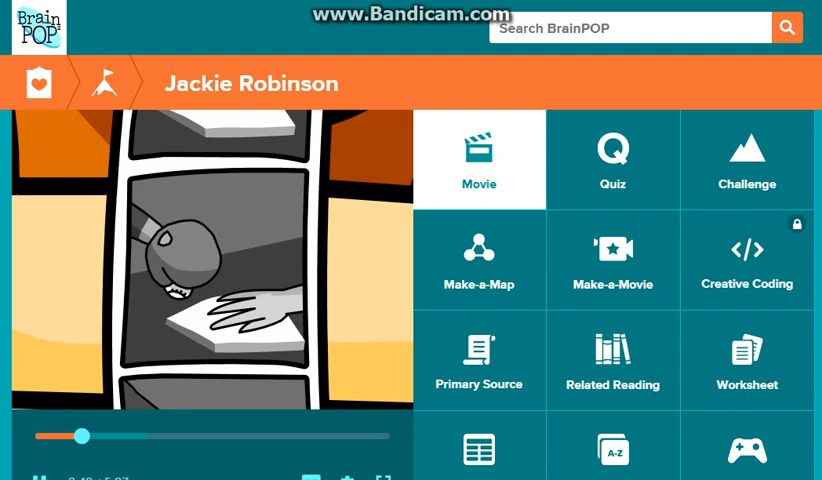 www.Bandicam.com
Brain
POP
Search BrainPOP
Jackie Robinson
Movie
Quiz
Challenge
Make-a-Map
Make-a-Movie
Creative Coding
Primary Source
Related Reading
Worksheet
A-Z